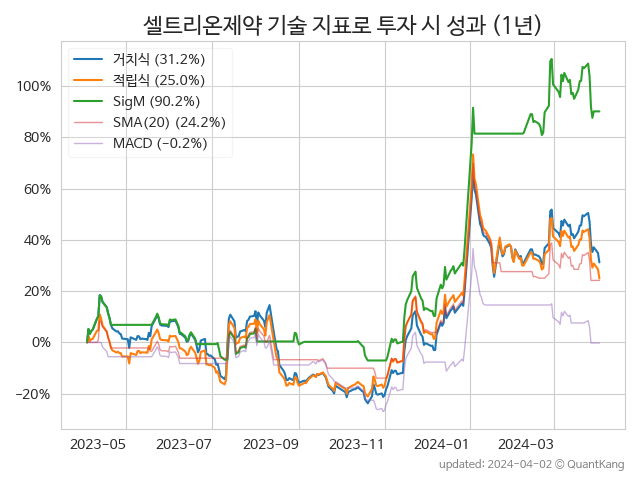 셀트리온제약 기술 지표로 투자 시 성과 (1년)
거치식 (31.2%)
적립식 (25.0%)
SigM (90.2%)
SMA(20) (24.2%)
MACD (−0.2%)
100%
80%
60%
40%
20%
0%
−20%
2023-05 2023-07 2023-09 2023-11 2024-01 2024-03
updated: 2024-04-02 © QuantKang